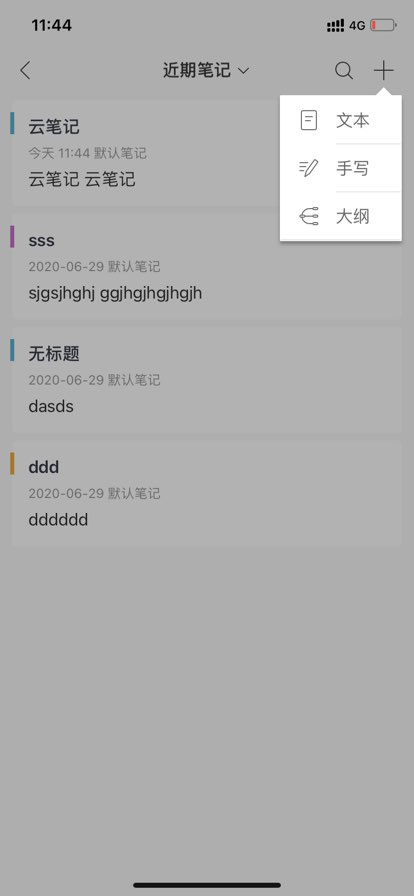 11:44
4G
近期笔记
文本
手写
大纲
云笔记
今天 11:44 默认笔记
云笔记 云笔记
sss
2020-06-29 默认笔记
sjgsjhghj ggjhgjhgjhgjh
无标题
2020-06-29 默认笔记
dasds
ddd
2020-06-29 默认笔记
dddddd